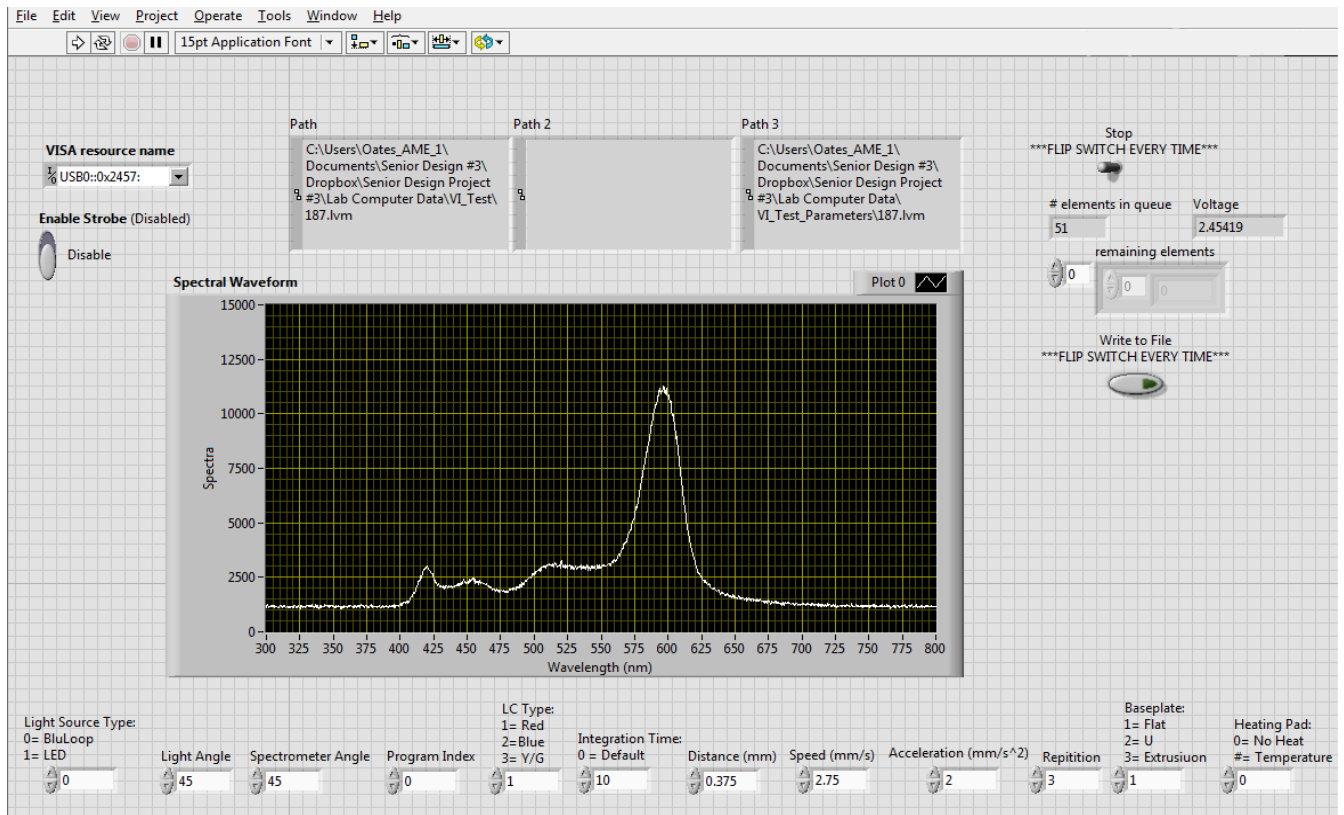 File Edit View Project Operate Tools Window Help
15pt Application Font
VISA resource name
USB0::0x2457:
Enable Strobe (Disabled)
Disable
Path
C:\Users\Oates_AME_1\
Documents\Senior Design #3\
Dropbox\Senior Design Project
#3\Lab Computer Data\VI_Test\
187.lvm
Path 2
Path 3
C:\Users\Oates_AME_1\
Documents\Senior Design #3\
Dropbox\Senior Design Project
#3\Lab Computer Data\
VI_Test_Parameters\187.lvm
Stop
***FLIP SWITCH EVERY TIME***
# elements in queue
51
Voltage
2.45419
remaining elements
0
0
0
Write to File
***FLIP SWITCH EVERY TIME***
Spectral Waveform
Plot 0
Spectra
15000
12500
10000
7500
5000
2500
0
300 325 350 375 400 425 450 475 500 525 550 575 600 625 650 675 700 725 750 775 800
Wavelength (nm)
Light Source Type:
0= BluLoop
1= LED
0
Light Angle
45
Spectrometer Angle
45
Program Index
0
LC Type:
1= Red
2=Blue
3= Y/G
1
Integration Time:
0 = Default
10
Distance (mm)
0.375
Speed (mm/s)
2.75
Acceleration (mm/s^2)
2
Repitition
3
Baseplate:
1= Flat
2= U
3= Extrusiuon
1
Heating Pad:
0= No Heat
#= Temperature
0